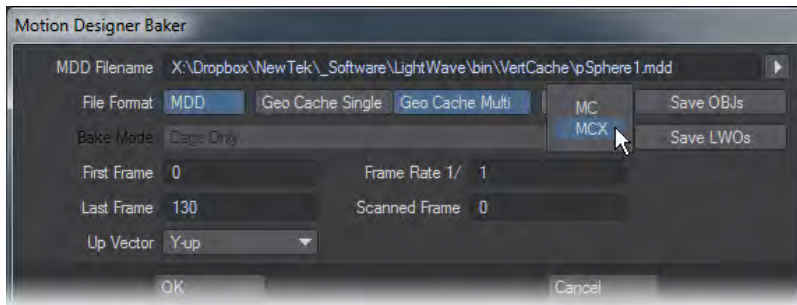 Motion Designer Baker
MDD Filename X:\Dropbox\NewTek\_Software\LightWave\bin\VertCache\pSphere1.mdd
File Format MDD Geo Cache Single Geo Cache Multi MC Save OBJs
Bake Mode Cage Only MCX Save LWOs
First Frame 0 Frame Rate 1/ 1
Last Frame 130 Scanned Frame 0
Up Vector Y-up
OK Cancel